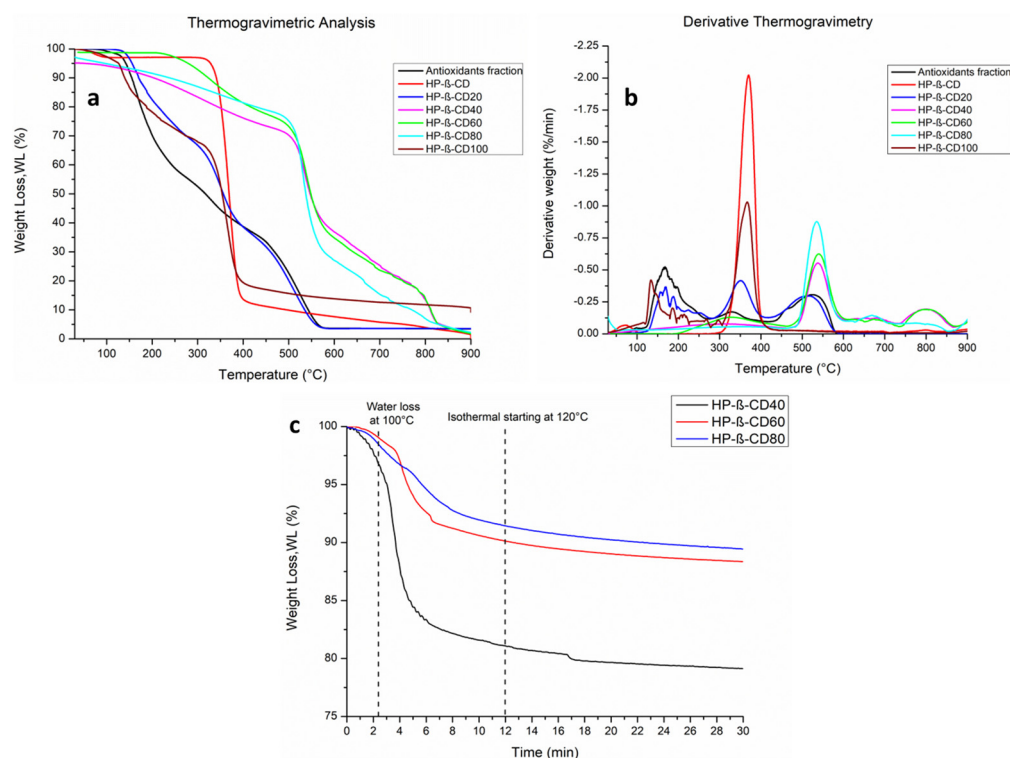 Thermogravimetric Analysis
a
Weight Loss,WL (%)
100
90
80
70
60
50
40
30
20
10
0
100
200
300
400
500
600
700
800
900
Temperature (°C)
Antioxidants fraction
HP-ß-CD
HP-ß-CD20
HP-ß-CD40
HP-ß-CD60
HP-ß-CD80
HP-ß-CD100
Derivative Thermogravimetry
b
Derivative weight (%/min)
-2.25
-2.00
-1.75
-1.50
-1.25
-1.00
-0.75
-0.50
-0.25
0.00
100
200
300
400
500
600
700
800
900
Temperature (°C)
Antioxidants fraction
HP-ß-CD
HP-ß-CD20
HP-ß-CD40
HP-ß-CD60
HP-ß-CD80
HP-ß-CD100
c
Water loss
at 100°C
Isothermal starting at 120°C
HP-ß-CD40
HP-ß-CD60
HP-ß-CD80
Weight Loss,WL (%)
100
95
90
85
80
75
0
2
4
6
8
10
12
14
16
18
20
22
24
26
28
30
Time (min)